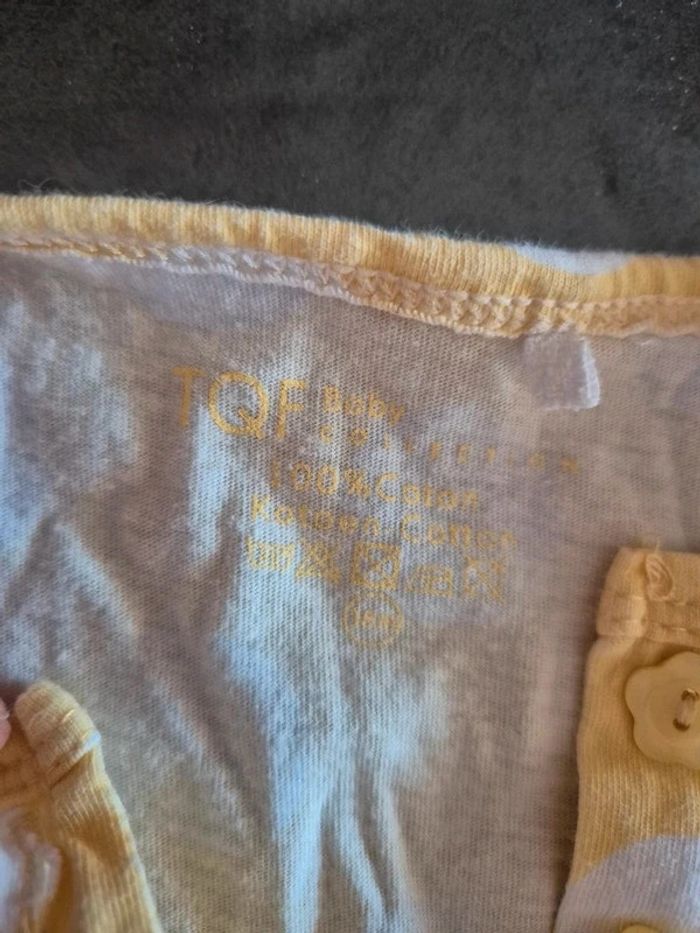 TQF Baby
COLLECTION
100% Coton
Katoen Cotton